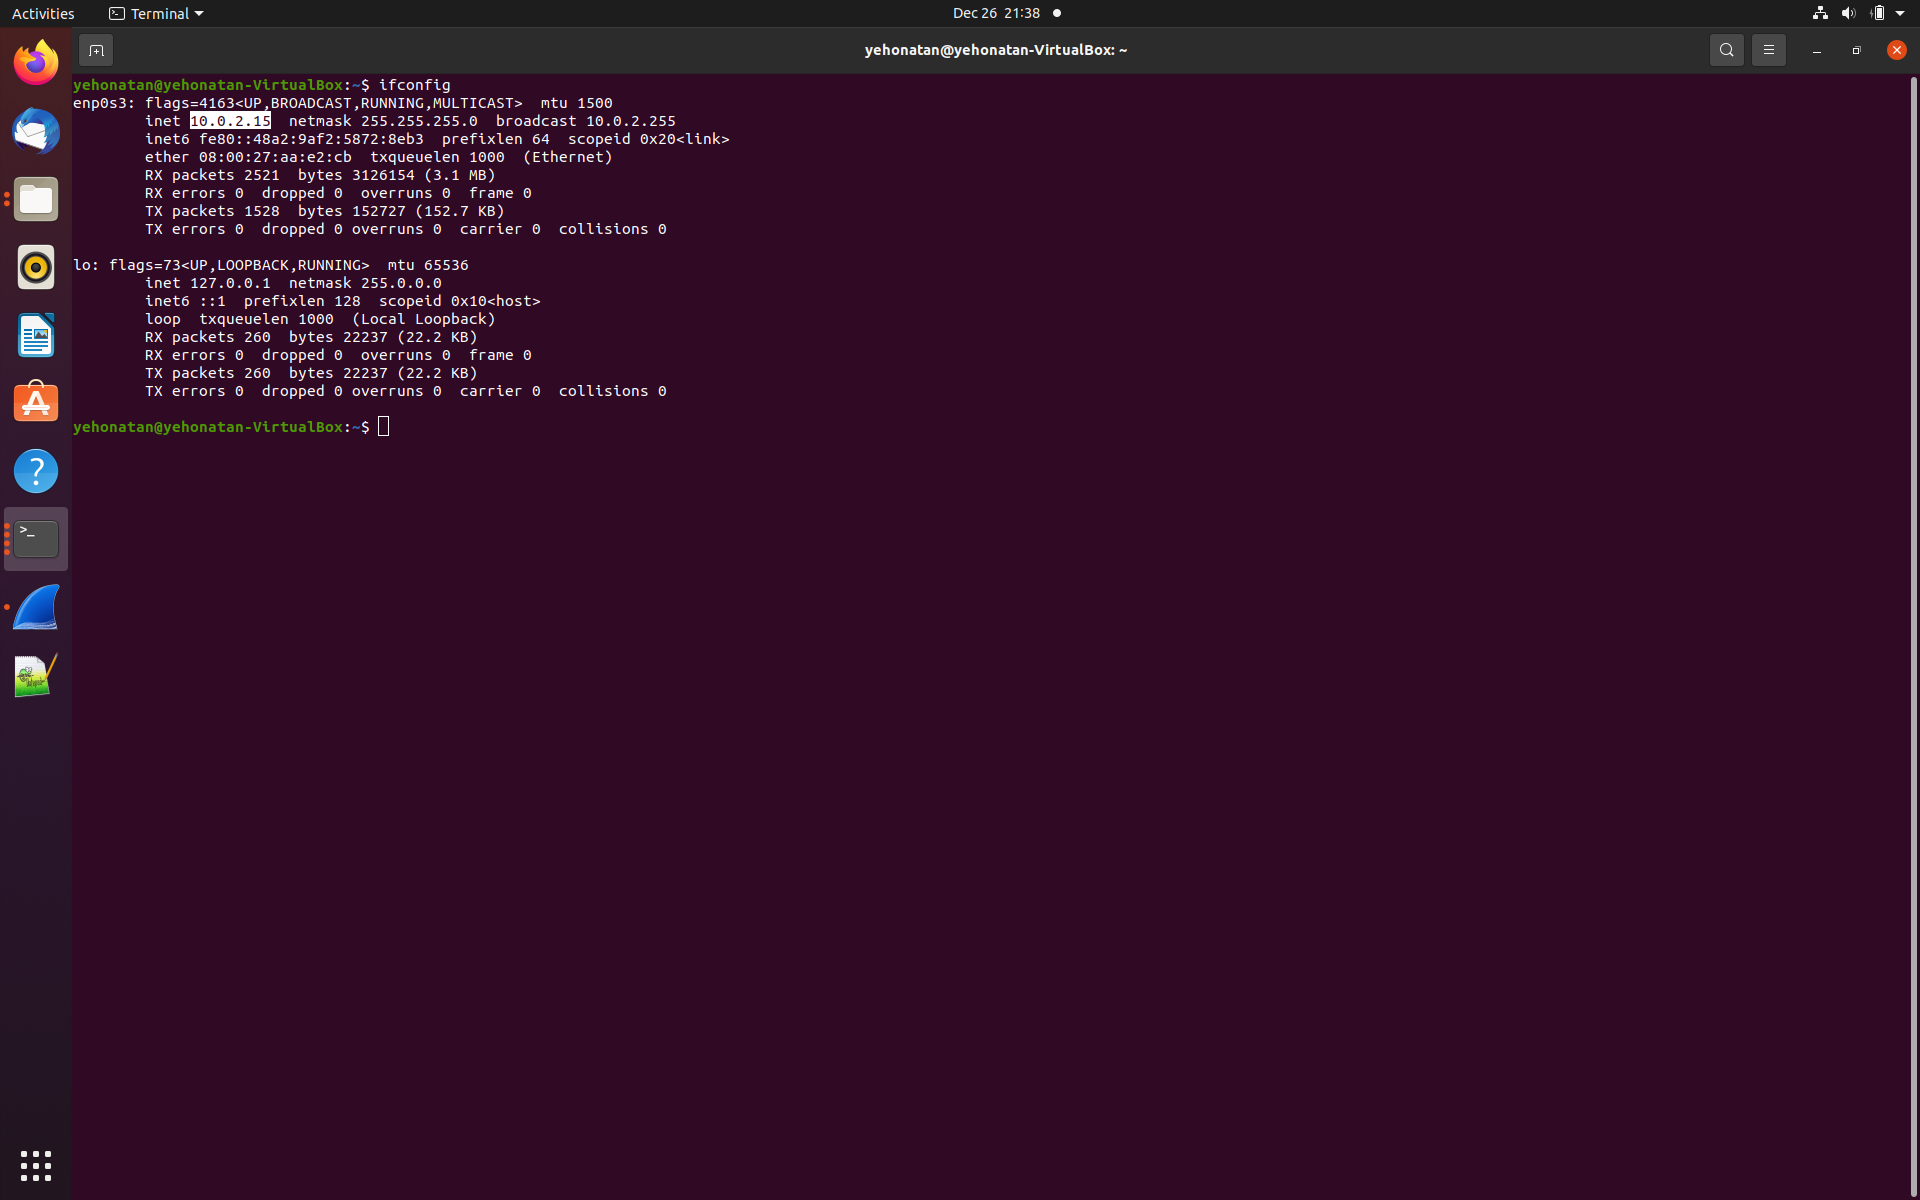 Activities
Terminal
Dec 26 21:38
yehonatan@yehonatan-VirtualBox: ~
yehonatan@yehonatan-VirtualBox:~$ ifconfig
enp0s3: flags=4163<UP,BROADCAST,RUNNING,MULTICAST>  mtu 1500
        inet 10.0.2.15  netmask 255.255.255.0  broadcast 10.0.2.255
        inet6 fe80::48a2:9af2:5872:8eb3  prefixlen 64  scopeid 0x20<link>
        ether 08:00:27:aa:e2:cb  txqueuelen 1000  (Ethernet)
        RX packets 2521  bytes 3126154 (3.1 MB)
        RX errors 0  dropped 0  overruns 0  frame 0
        TX packets 1528  bytes 152727 (152.7 KB)
        TX errors 0  dropped 0 overruns 0  carrier 0  collisions 0
lo: flags=73<UP,LOOPBACK,RUNNING>  mtu 65536
        inet 127.0.0.1  netmask 255.0.0.0
        inet6 ::1  prefixlen 128  scopeid 0x10<host>
        loop  txqueuelen 1000  (Local Loopback)
        RX packets 260  bytes 22237 (22.2 KB)
        RX errors 0  dropped 0  overruns 0  frame 0
        TX packets 260  bytes 22237 (22.2 KB)
        TX errors 0  dropped 0 overruns 0  carrier 0  collisions 0
yehonatan@yehonatan-VirtualBox:~$